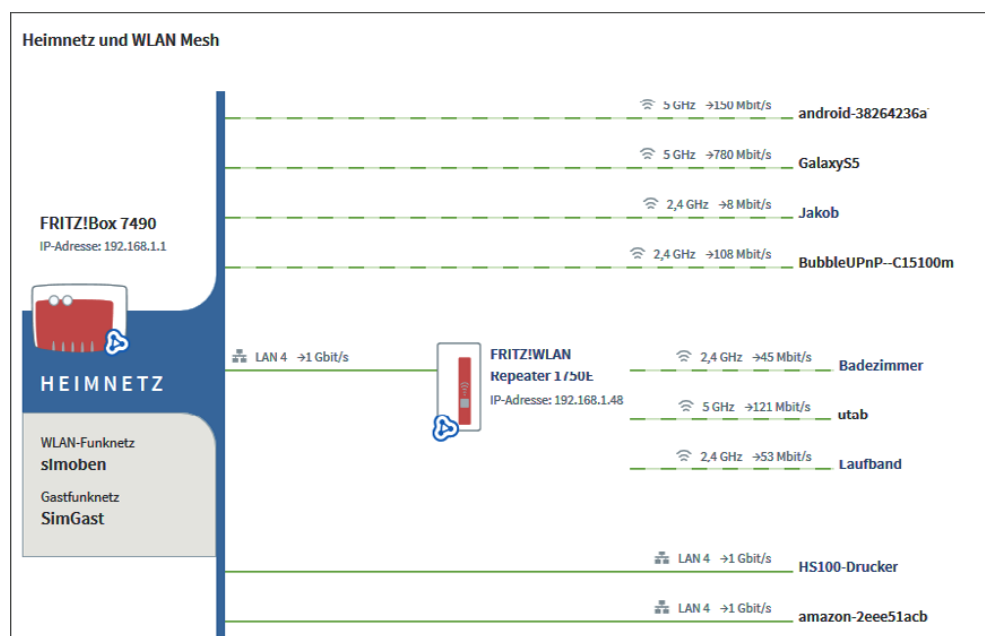 Heimnetz und WLAN Mesh
5 GHz →150 Mbit/s
android-38264236a
5 GHz →780 Mbit/s
GalaxyS5
2,4 GHz →8 Mbit/s
Jakob
2,4 GHz →108 Mbit/s
BubbleUPnP--C15100m
FRITZ!Box 7490
IP-Adresse: 192.168.1.1
HEIMNETZ
WLAN-Funknetz
slmoben
Gastfunknetz
SimGast
LAN 4 →1 Gbit/s
FRITZ!WLAN
Repeater 1750E
IP-Adresse: 192.168.1.48
2,4 GHz →45 Mbit/s
Badezimmer
5 GHz →121 Mbit/s
utab
2,4 GHz →53 Mbit/s
Laufband
LAN 4 →1 Gbit/s
HS100-Drucker
LAN 4 →1 Gbit/s
amazon-2eee51acb